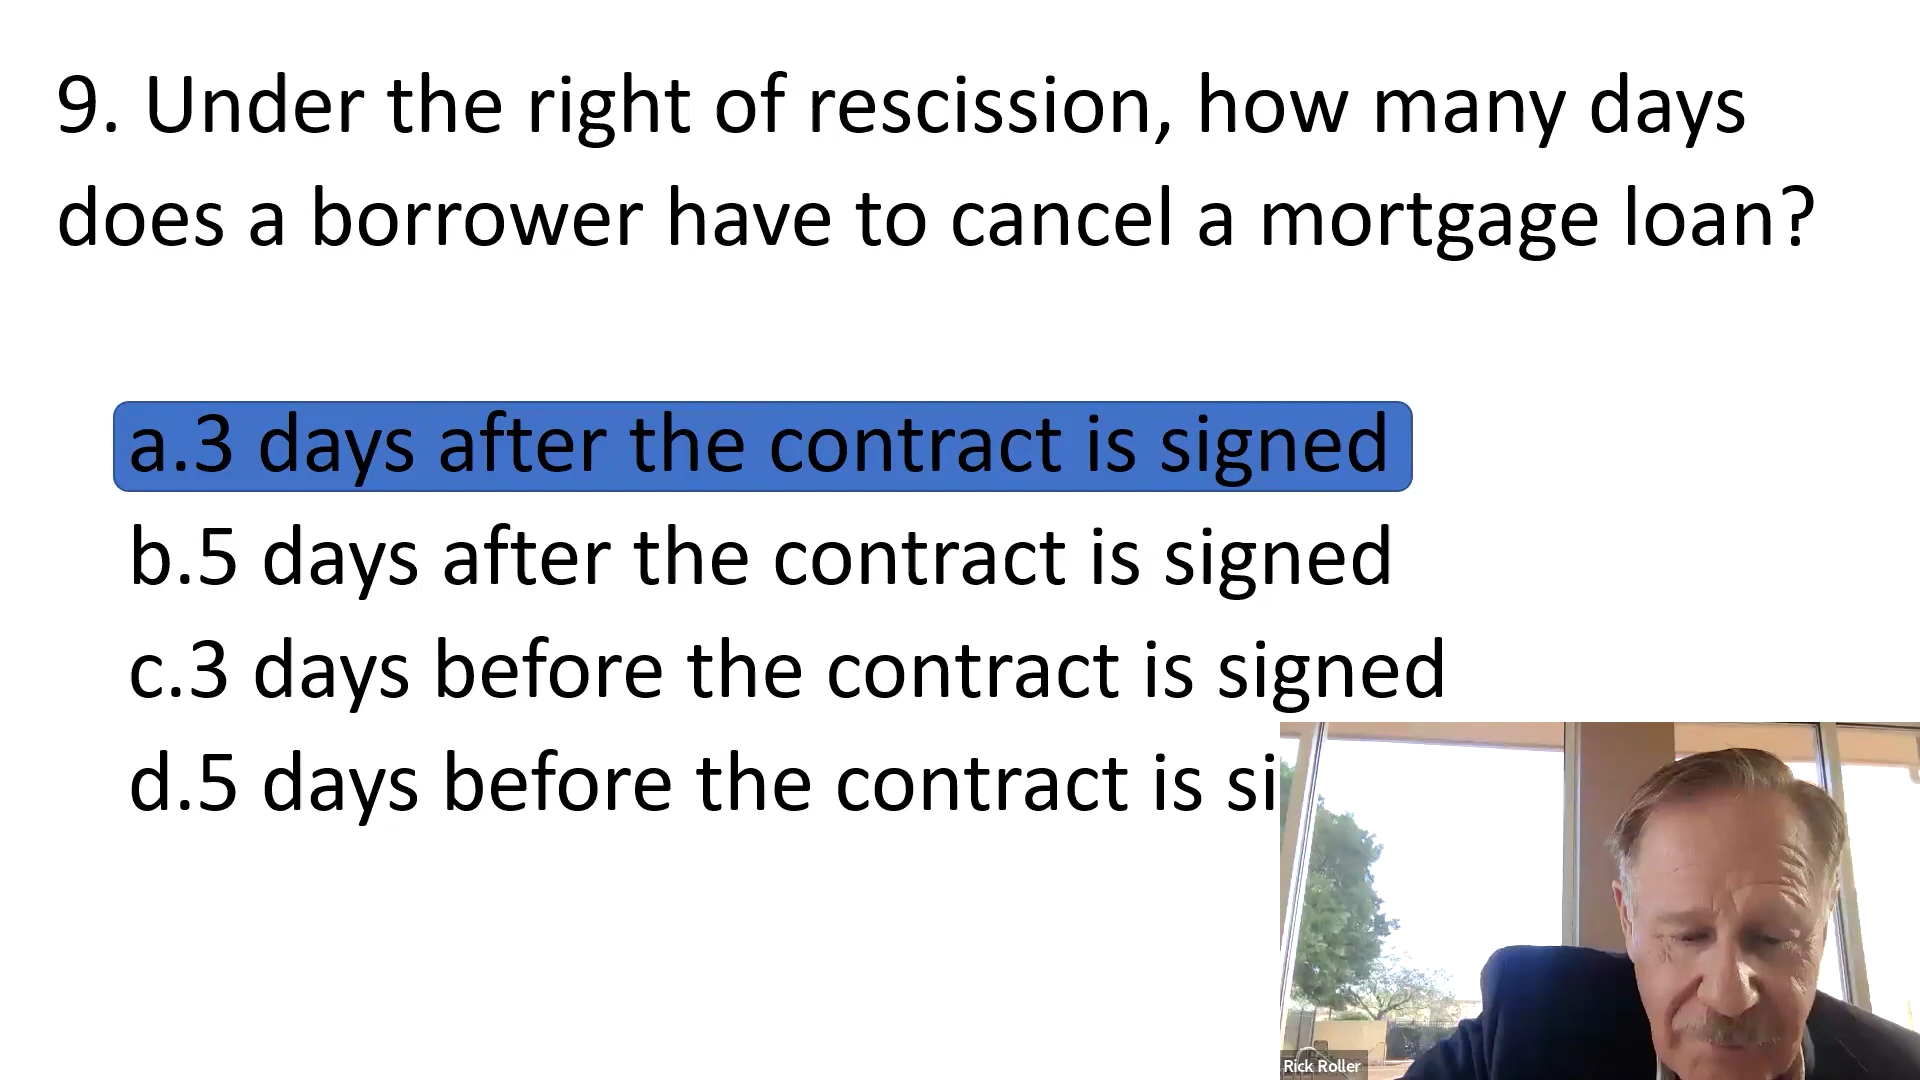 9. Under the right of rescission, how many days
does a borrower have to cancel a mortgage loan?
a.3 days after the contract is signed
b.5 days after the contract is signed
c.3 days before the contract is signed
d.5 days before the contract is si
Rick Roller